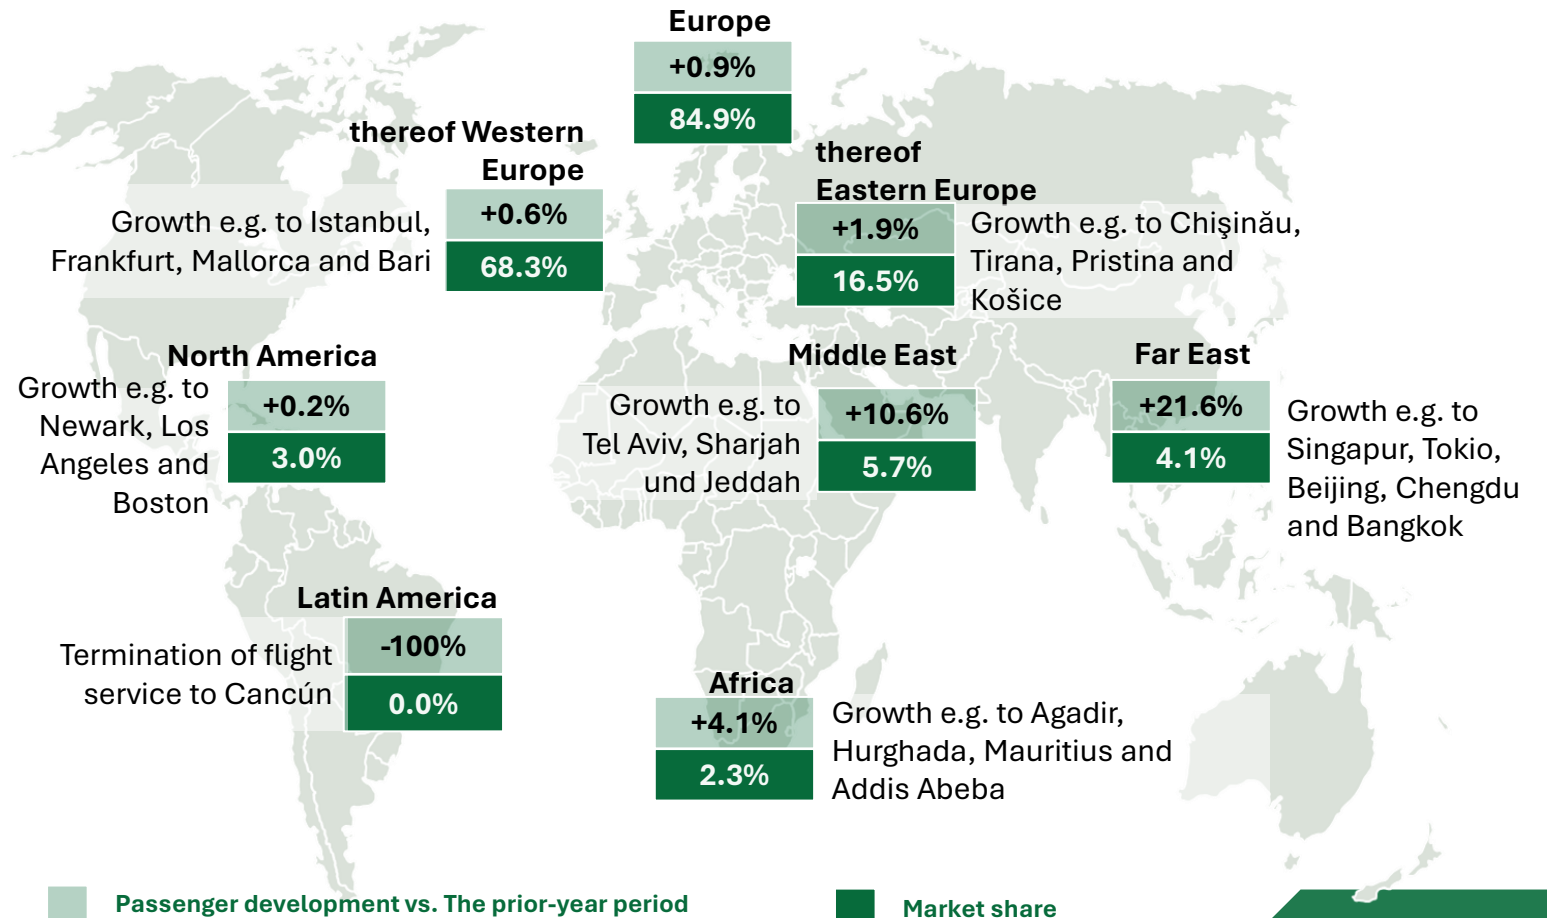 Europe
+0.9%
84.9%
thereof Western
Europe
+0.6%
68.3%
Growth e.g. to Istanbul,
Frankfurt, Mallorca and Bari
thereof
Eastern Europe
+1.9%
16.5%
Growth e.g. to Chişinău,
Tirana, Pristina and
Košice
North America
+0.2%
3.0%
Growth e.g. to
Newark, Los
Angeles and
Boston
Middle East
+10.6%
5.7%
Growth e.g. to
Tel Aviv, Sharjah
und Jeddah
Far East
+21.6%
4.1%
Growth e.g. to
Singapur, Tokio,
Beijing, Chengdu
and Bangkok
Latin America
-100%
0.0%
Termination of flight
service to Cancún
Africa
+4.1%
2.3%
Growth e.g. to Agadir,
Hurghada, Mauritius and
Addis Abeba
Passenger development vs. The prior-year period
Market share